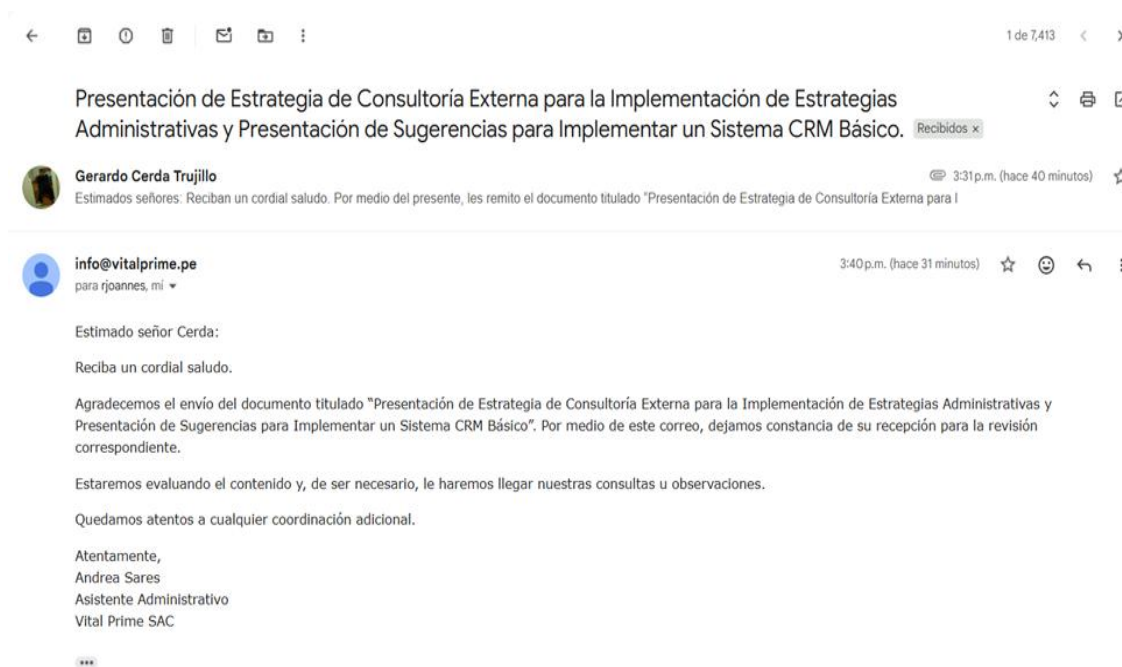 1 de 7,413
Presentación de Estrategia de Consultoría Externa para la Implementación de Estrategias
Administrativas y Presentación de Sugerencias para Implementar un Sistema CRM Básico. Recibidos ×
Gerardo Cerda Trujillo 3:31 p.m. (hace 40 minutos)
Estimados señores: Reciban un cordial saludo. Por medio del presente, les remito el documento titulado "Presentación de Estrategia de Consultoría Externa para l
info@vitalprime.pe 3:40 p.m. (hace 31 minutos)
para rjoannes, mí
Estimado señor Cerda:
Reciba un cordial saludo.
Agradecemos el envío del documento titulado “Presentación de Estrategia de Consultoría Externa para la Implementación de Estrategias Administrativas y
Presentación de Sugerencias para Implementar un Sistema CRM Básico”. Por medio de este correo, dejamos constancia de su recepción para la revisión
correspondiente.
Estaremos evaluando el contenido y, de ser necesario, le haremos llegar nuestras consultas u observaciones.
Quedamos atentos a cualquier coordinación adicional.
Atentamente,
Andrea Sares
Asistente Administrativo
Vital Prime SAC